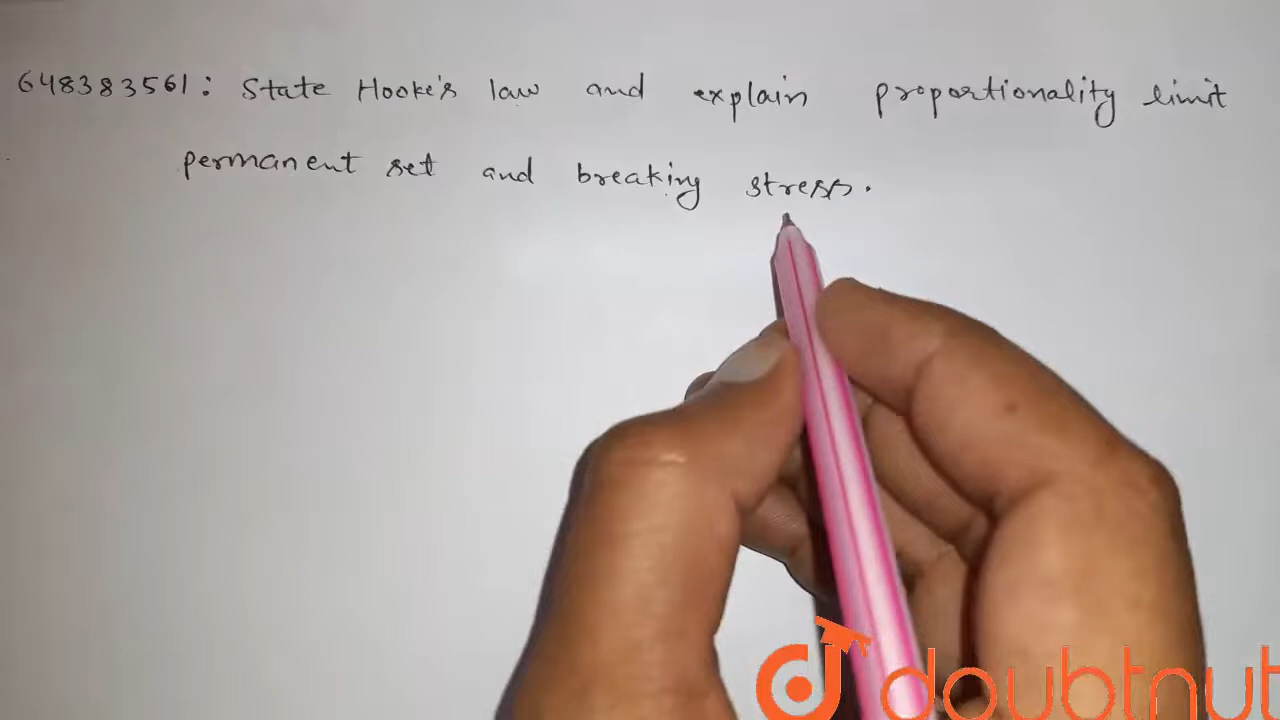 648383561: State Hooke's law and explain proportionality limit
permanent set and breaking stress.
doubtnut